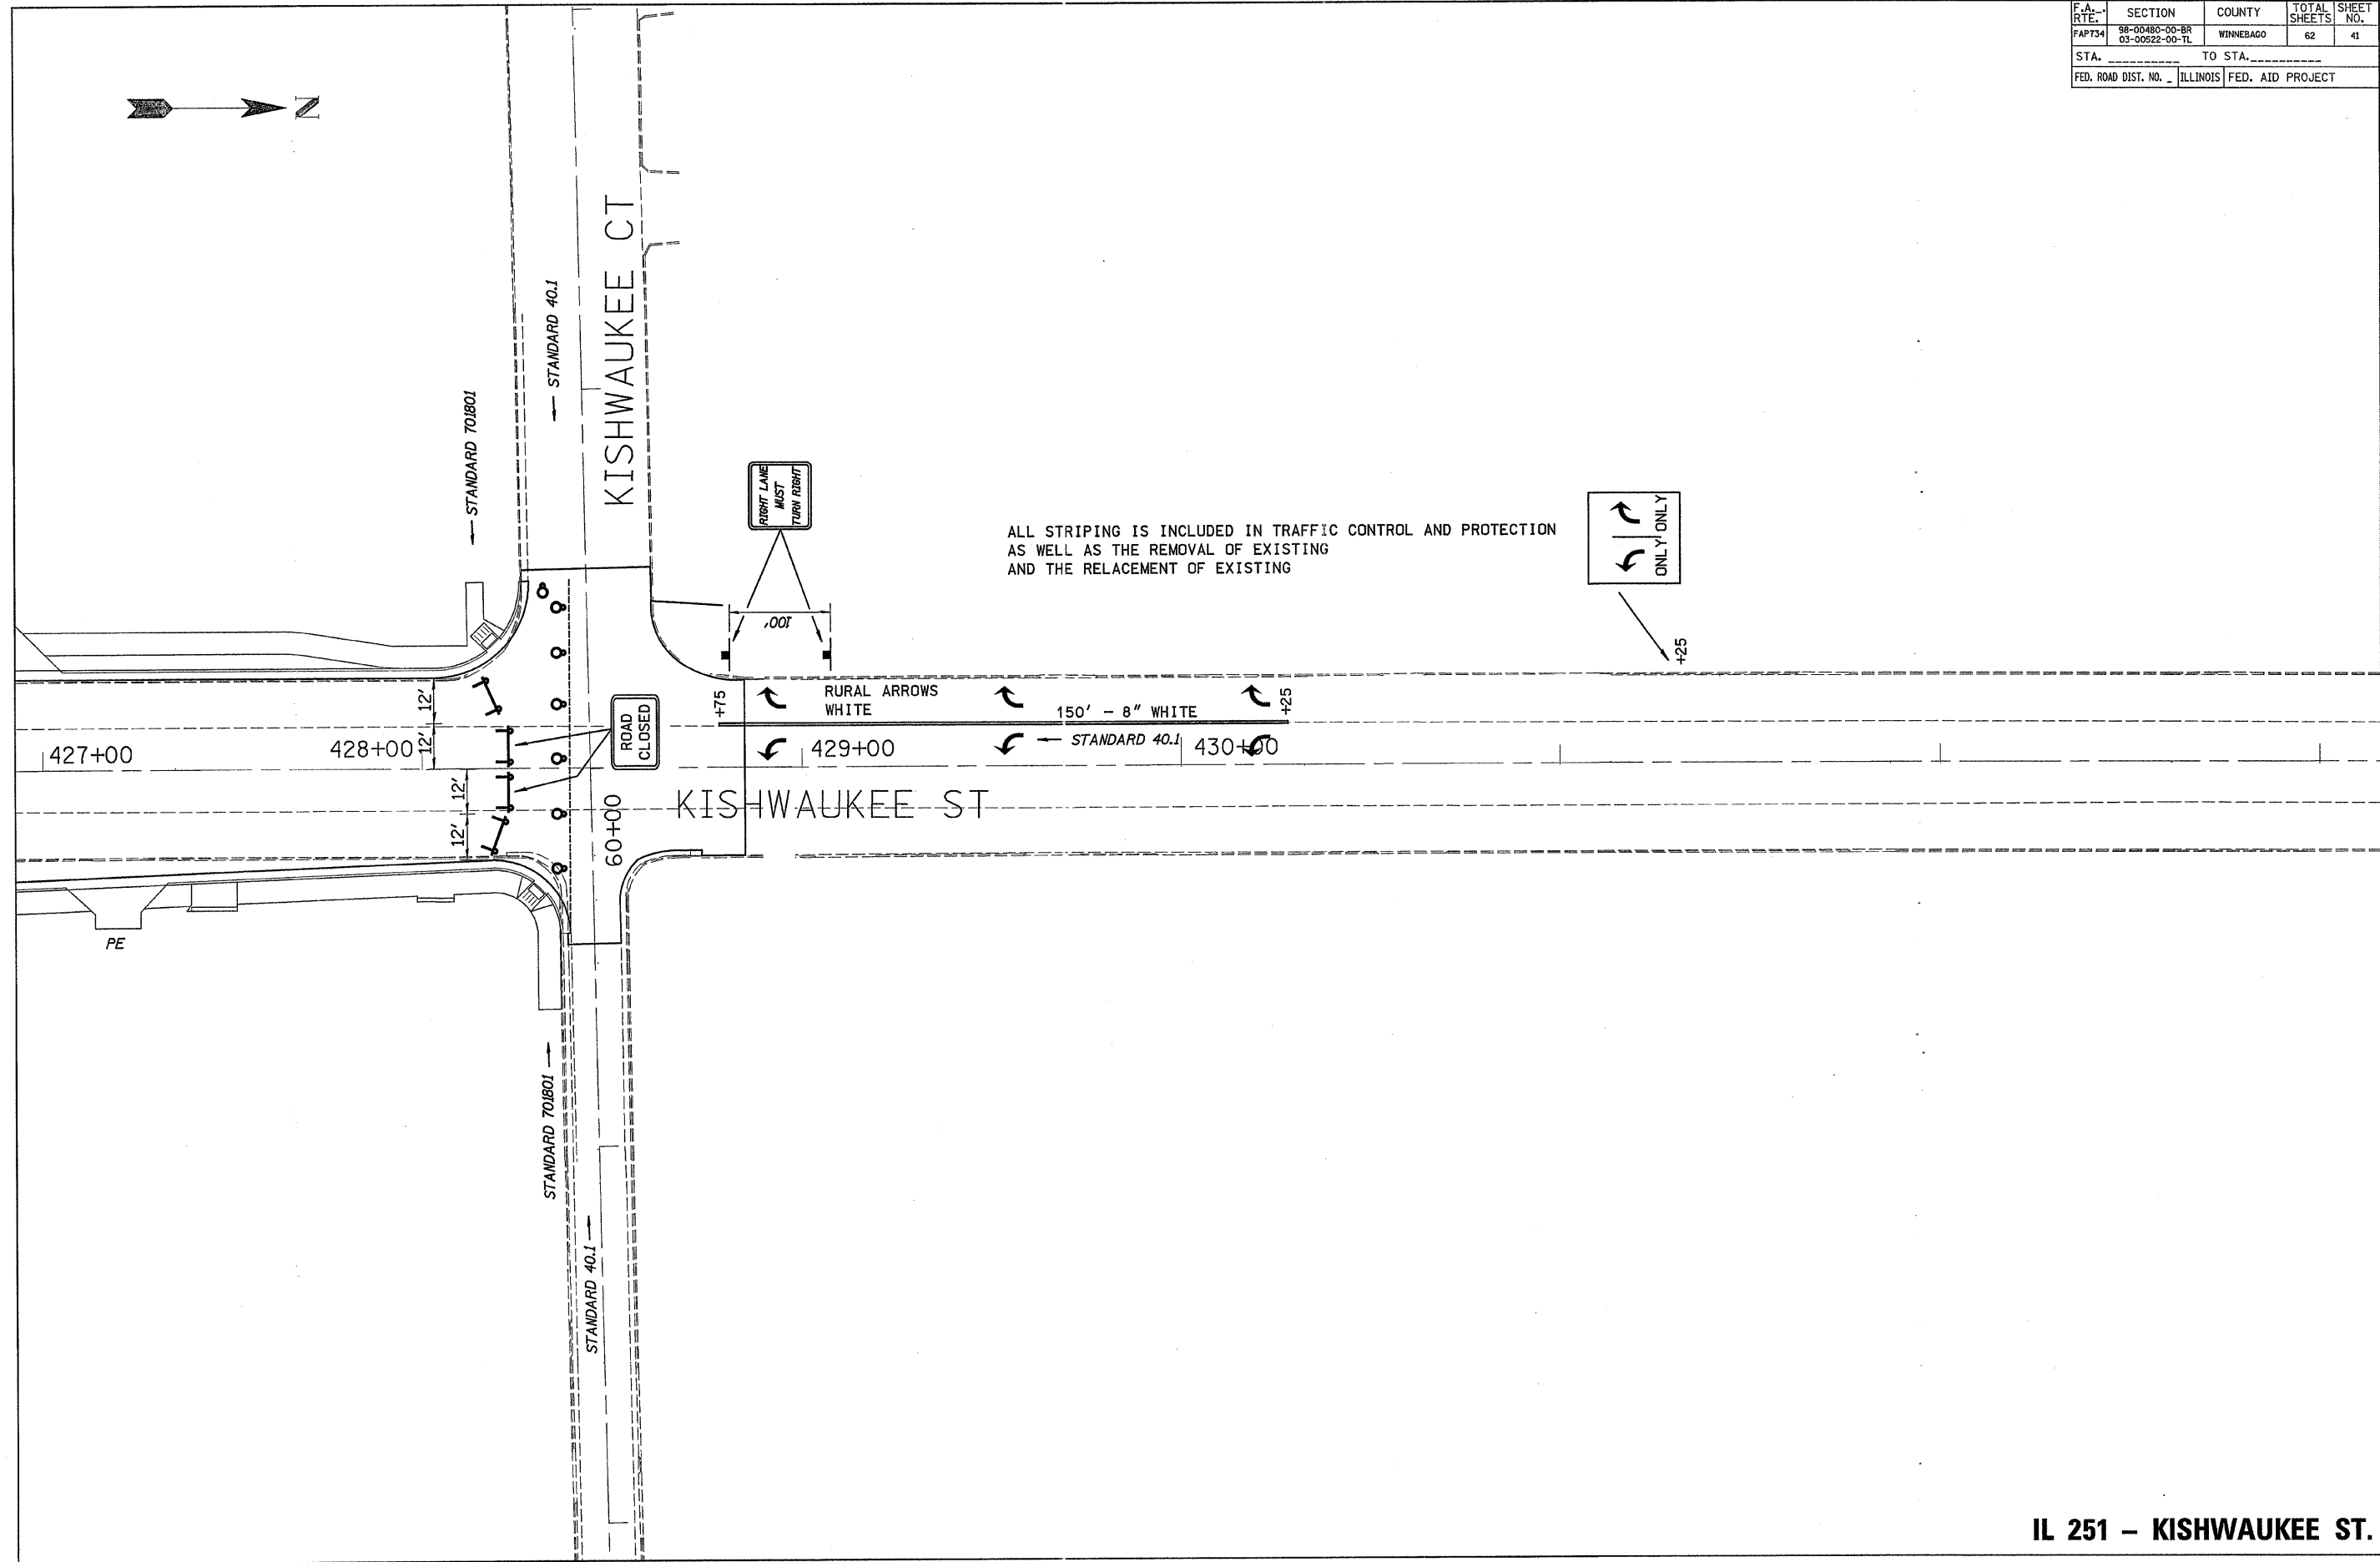 F.A._. RTE. SECTION COUNTY TOTAL SHEETS SHEET NO.
FAP734 98-00480-00-BR 03-00522-00-TL WINNEBAGO 62 41
STA. __________ TO STA.__________
FED. ROAD DIST. NO. _ ILLINOIS FED. AID PROJECT
N
KISHWAUKEE CT
STANDARD 40.1
STANDARD 701801
RIGHT LANE
MUST
TURN RIGHT
ALL STRIPING IS INCLUDED IN TRAFFIC CONTROL AND PROTECTION
AS WELL AS THE REMOVAL OF EXISTING
AND THE RELACEMENT OF EXISTING
ONLY ONLY
+25
100'
+75
RURAL ARROWS
WHITE
150' - 8" WHITE
+25
12'
12'
12'
12'
ROAD
CLOSED
STANDARD 40.1
427+00
428+00
429+00
430+00
KISHWAUKEE ST
60+00
PE
STANDARD 701801
STANDARD 40.1
IL 251 – KISHWAUKEE ST.